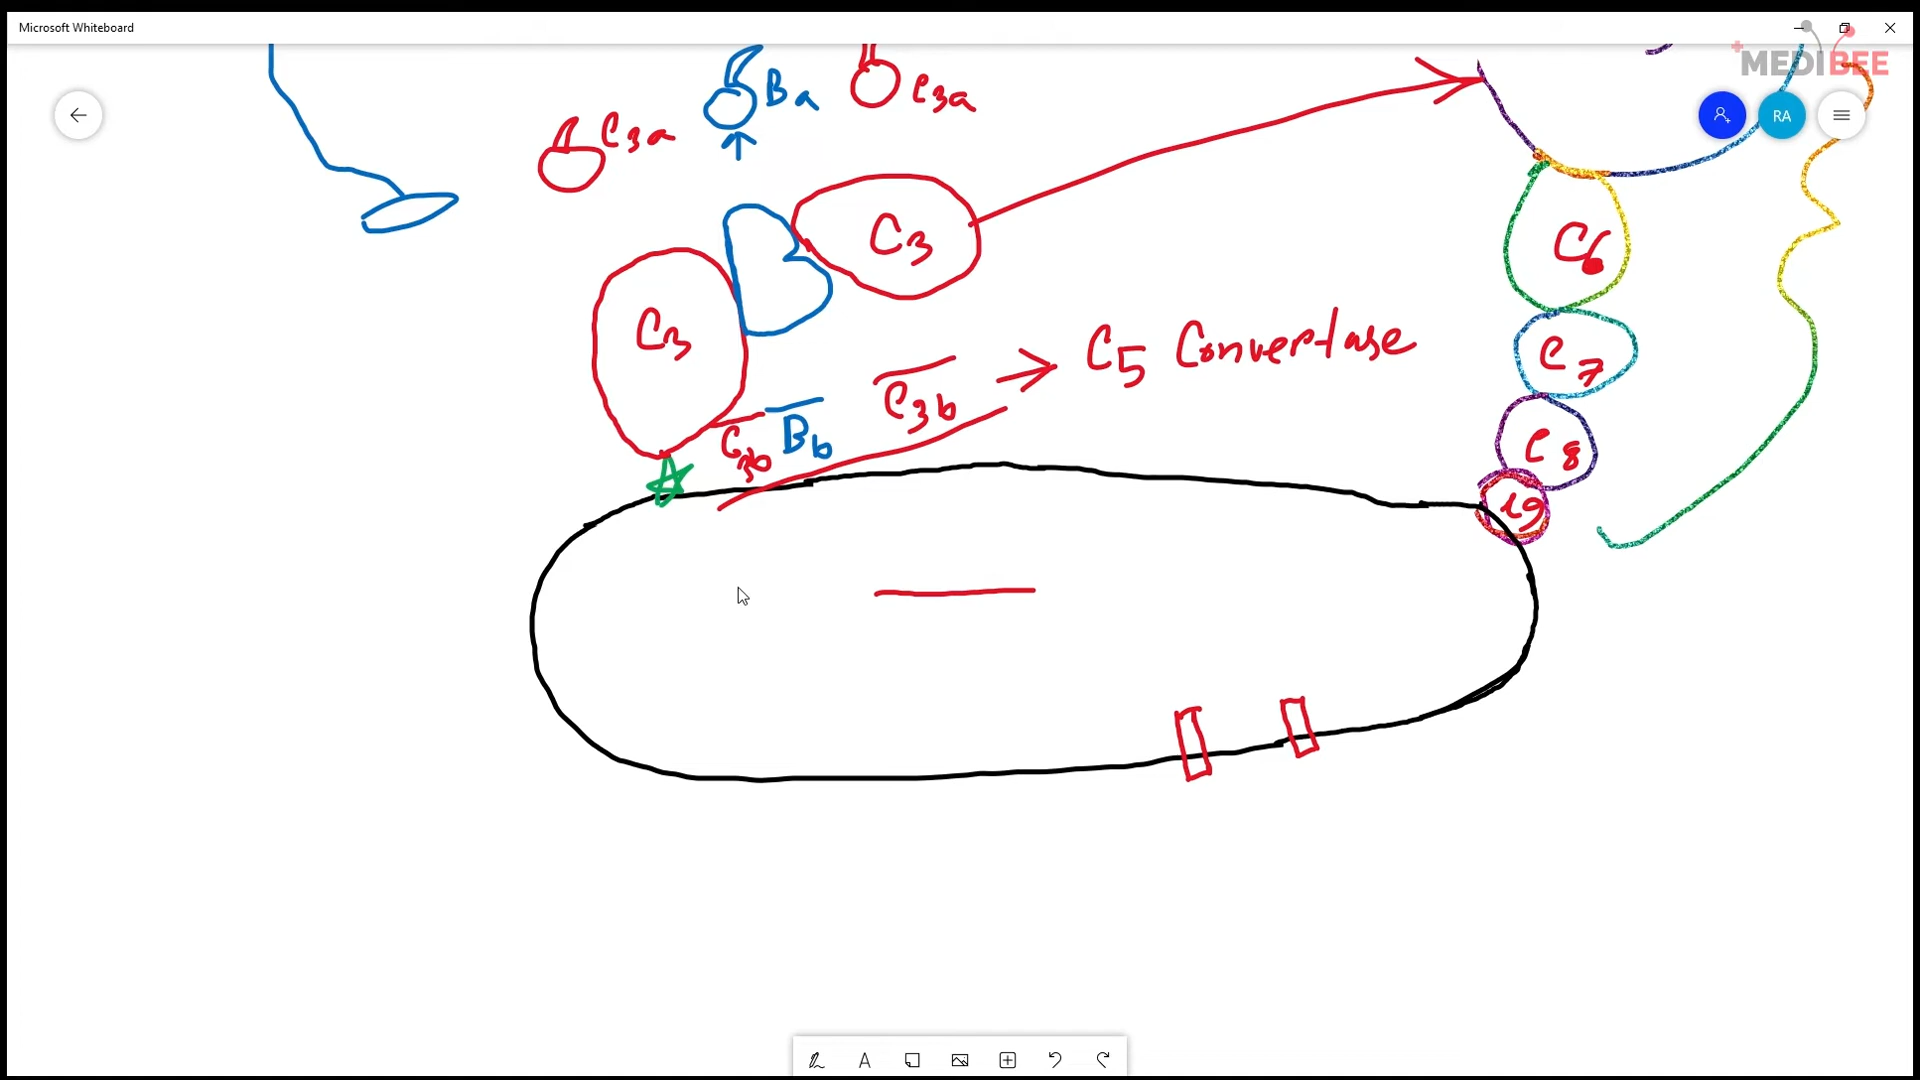 Microsoft Whiteboard
MEDIBEE
RA
Ba
C3a
C3a
C3
C6
C3
C5 Convertase
C7
C3b
C3b Bb
C8
C9